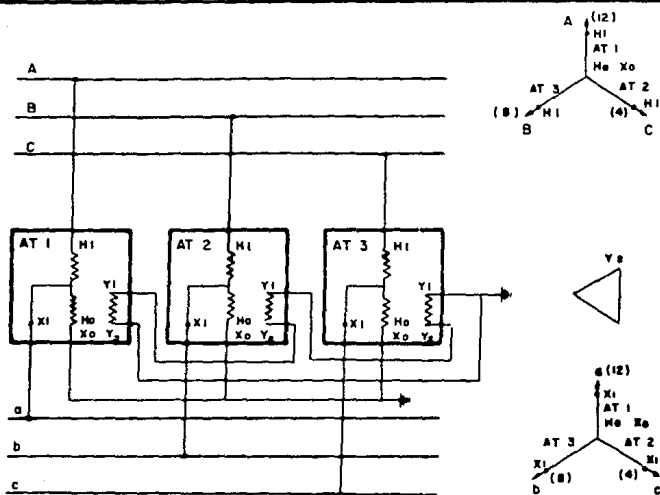 A (12)
H1
AT 1
Ho Xo
AT 3 AT 2
(8) H1 (4) H1
B C
A
B
C
AT 1 H1
Y1
X1 Ho Y2
Xo
AT 2 H1
Y1
X1 Ho
Xo Y2
AT 3 H1
Y1
X1 Ho
Xo Y2
Y2
a
b
c
a (12)
X1
AT 1
Ho Xo
AT 3 AT 2
X1 (8) (4) X1
b c